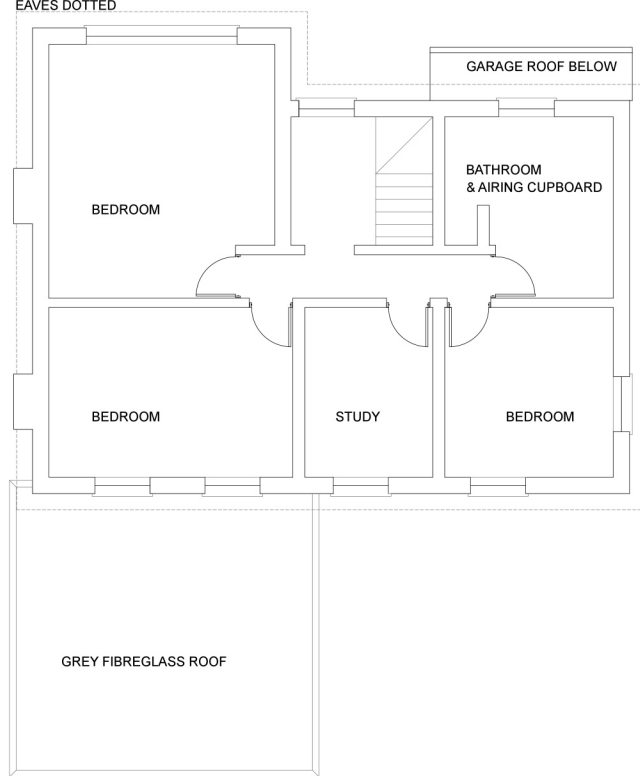 EAVES DOTTED
GARAGE ROOF BELOW
BATHROOM
& AIRING CUPBOARD
BEDROOM
BEDROOM
STUDY
BEDROOM
GREY FIBREGLASS ROOF